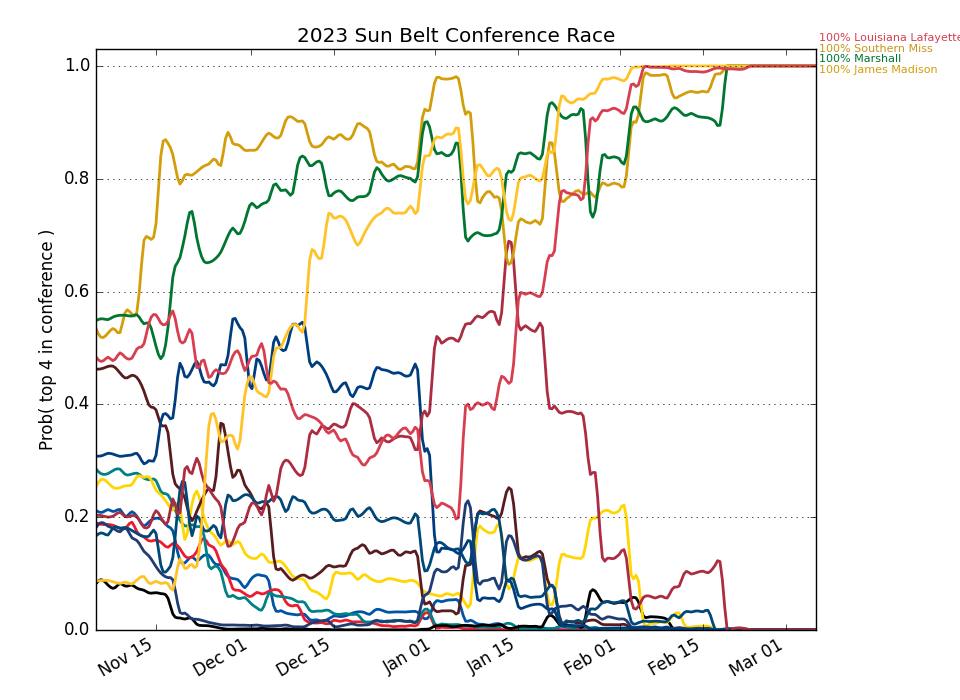 2023 Sun Belt Conference Race
100% Louisiana Lafayette
100% Southern Miss
100% Marshall
100% James Madison
Prob( top 4 in conference )
1.0
0.8
0.6
0.4
0.2
0.0
Nov 15
Dec 01
Dec 15
Jan 01
Jan 15
Feb 01
Feb 15
Mar 01